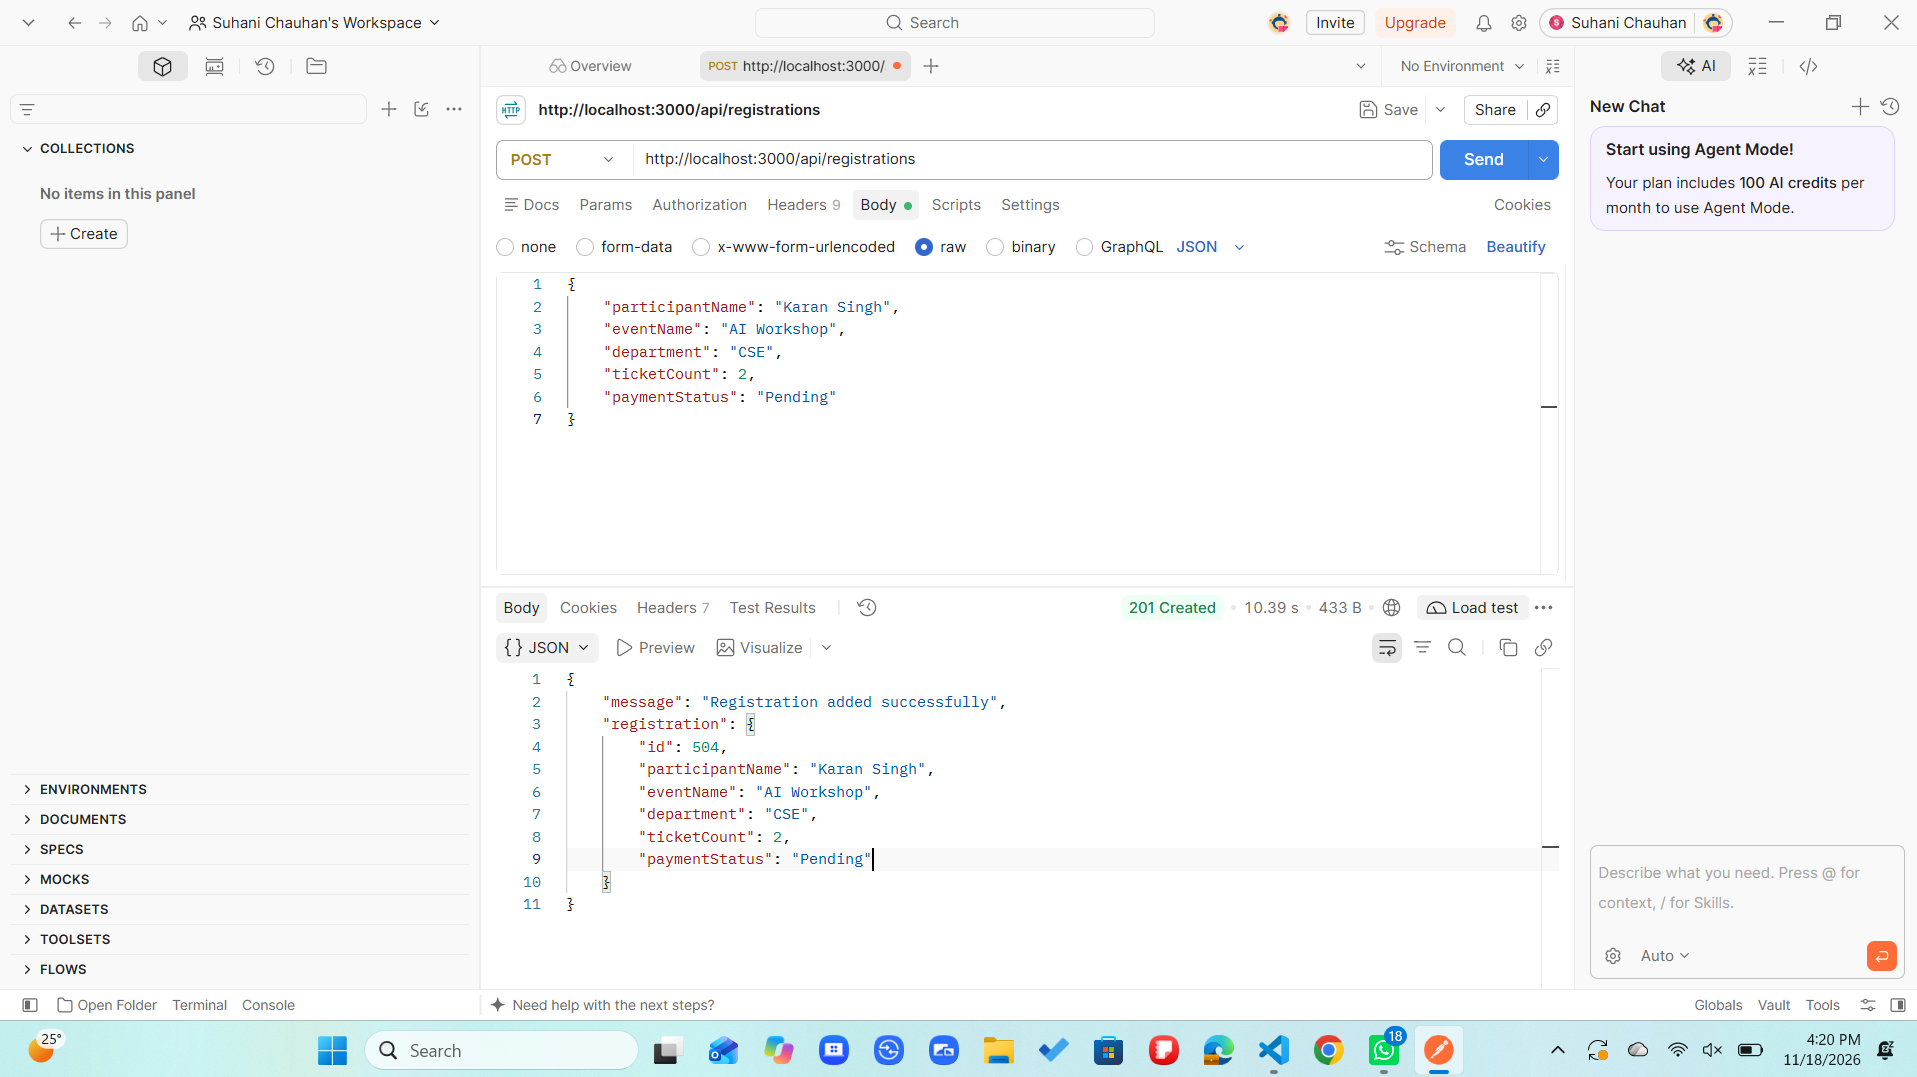 Suhani Chauhan's Workspace
Search
Invite
Upgrade
S
Suhani Chauhan
Overview
POST http://localhost:3000/
No Environment
AI
HTTP
http://localhost:3000/api/registrations
Save
Share
New Chat
COLLECTIONS
No items in this panel
Create
POST
http://localhost:3000/api/registrations
Send
Start using Agent Mode!
Your plan includes 100 AI credits per
month to use Agent Mode.
Docs
Params
Authorization
Headers 9
Body
Scripts
Settings
Cookies
none
form-data
x-www-form-urlencoded
raw
binary
GraphQL
JSON
Schema
Beautify
1 {
2 "participantName": "Karan Singh",
3 "eventName": "AI Workshop",
4 "department": "CSE",
5 "ticketCount": 2,
6 "paymentStatus": "Pending"
7 }
Body
Cookies
Headers 7
Test Results
201 Created
10.39 s
433 B
Load test
{} JSON
Preview
Visualize
1 {
2 "message": "Registration added successfully",
3 "registration": {
4 "id": 504,
5 "participantName": "Karan Singh",
6 "eventName": "AI Workshop",
7 "department": "CSE",
8 "ticketCount": 2,
9 "paymentStatus": "Pending"
10 }
11 }
ENVIRONMENTS
DOCUMENTS
SPECS
MOCKS
DATASETS
TOOLSETS
FLOWS
Describe what you need. Press @ for
context, / for Skills.
Auto
Open Folder
Terminal
Console
Need help with the next steps?
Globals
Vault
Tools
25°
Search
18
4:20 PM
11/18/2026